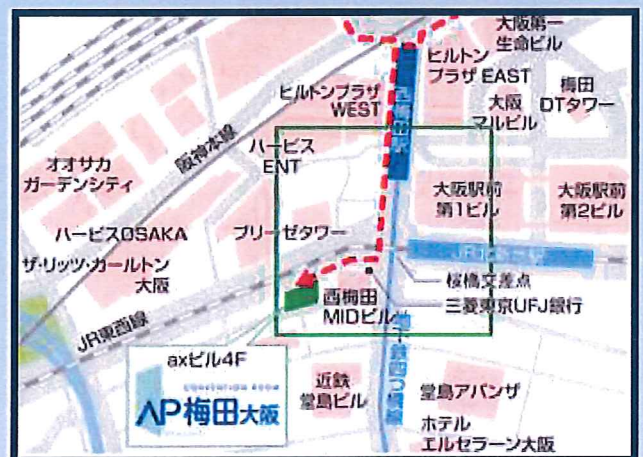 大阪第一
生命ビル
ヒルトン
プラザ EAST
梅田
DTタワー
大阪
マルビル
ヒルトンプラザ
WEST
西梅田駅
阪神本線
ハービス
ENT
オオサカ
ガーデンシティ
大阪駅前
第1ビル
大阪駅前
第2ビル
ハービスOSAKA
ブリーゼタワー
ザ・リッツ・カールトン
大阪
桜橋交差点
西梅田
MIDビル
三菱東京UFJ銀行
JR東西線
axビル4F
CONVENTION ROOM
AP梅田大阪
近鉄
堂島ビル
堂島アバンザ
ホテル
エルセラーン大阪